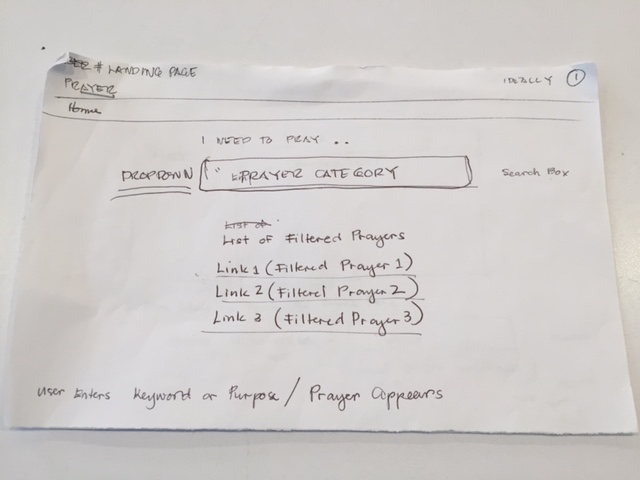 # LANDING PAGE
PRAYER
IDEALLY 1
Home
I NEED TO PRAY ..
DROPDOWN " PRAYER CATEGORY
Search Box
List of
List of Filtered Prayers
Link 1 (Filtered Prayer 1)
Link 2 (Filtered Prayer 2)
Link 3 (Filtered Prayer 3)
User Enters Keyword or Purpose / Prayer Appears